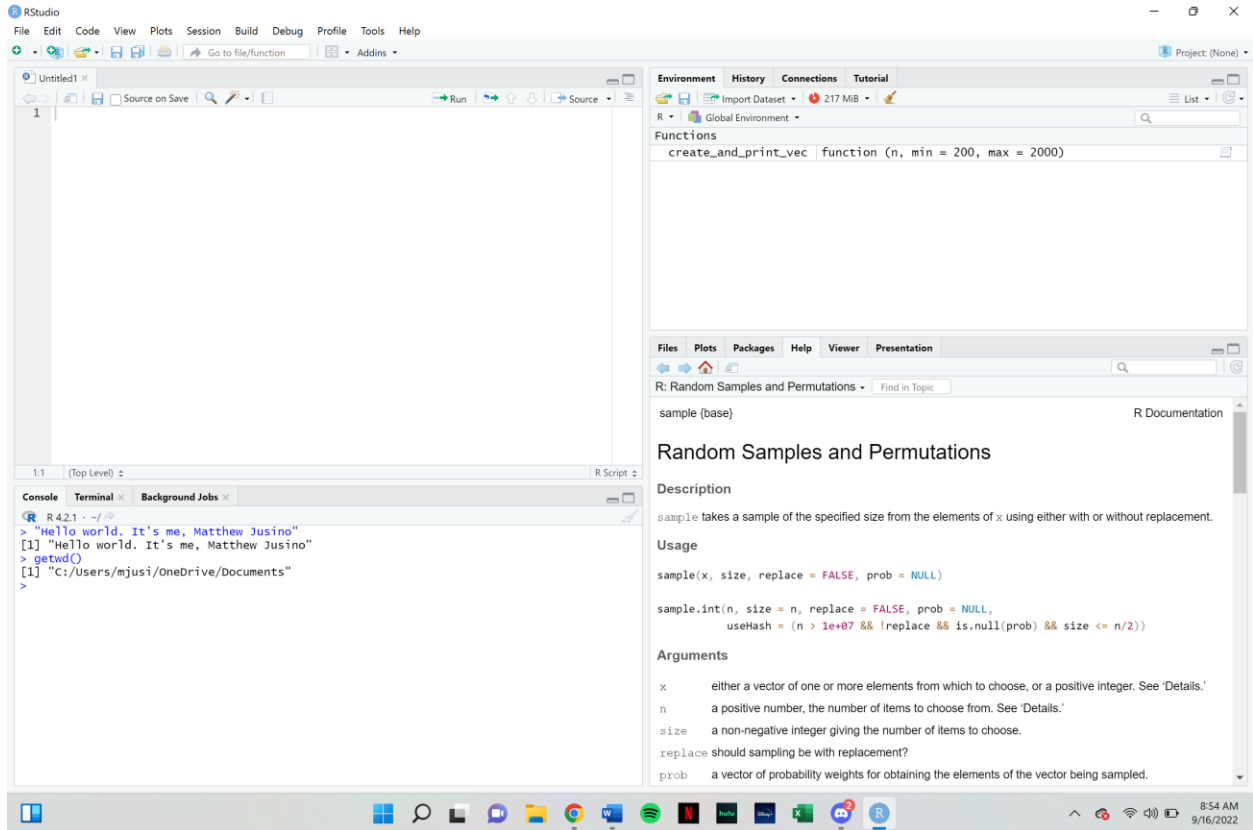 RStudio
File Edit Code View Plots Session Build Debug Profile Tools Help
Go to file/function Addins Project: (None)
Untitled1
Source on Save Run Source
1
1:1 (Top Level) R Script
Console Terminal Background Jobs
R 4.2.1 · ~/
> "Hello world. It's me, Matthew Jusino"
[1] "Hello world. It's me, Matthew Jusino"
> getwd()
[1] "C:/Users/mjusi/OneDrive/Documents"
>
Environment History Connections Tutorial
Import Dataset 217 MiB List
R Global Environment
Functions
create_and_print_vec function (n, min = 200, max = 2000)
Files Plots Packages Help Viewer Presentation
R: Random Samples and Permutations Find in Topic
sample {base} R Documentation
Random Samples and Permutations
Description
sample takes a sample of the specified size from the elements of x using either with or without replacement.
Usage
sample(x, size, replace = FALSE, prob = NULL)
sample.int(n, size = n, replace = FALSE, prob = NULL,
useHash = (n > 1e+07 && !replace && is.null(prob) && size <= n/2))
Arguments
x either a vector of one or more elements from which to choose, or a positive integer. See ‘Details.’
n a positive number, the number of items to choose from. See ‘Details.’
size a non-negative integer giving the number of items to choose.
replace should sampling be with replacement?
prob a vector of probability weights for obtaining the elements of the vector being sampled.
W N hulu Disney+ X 2 R
8:54 AM
9/16/2022